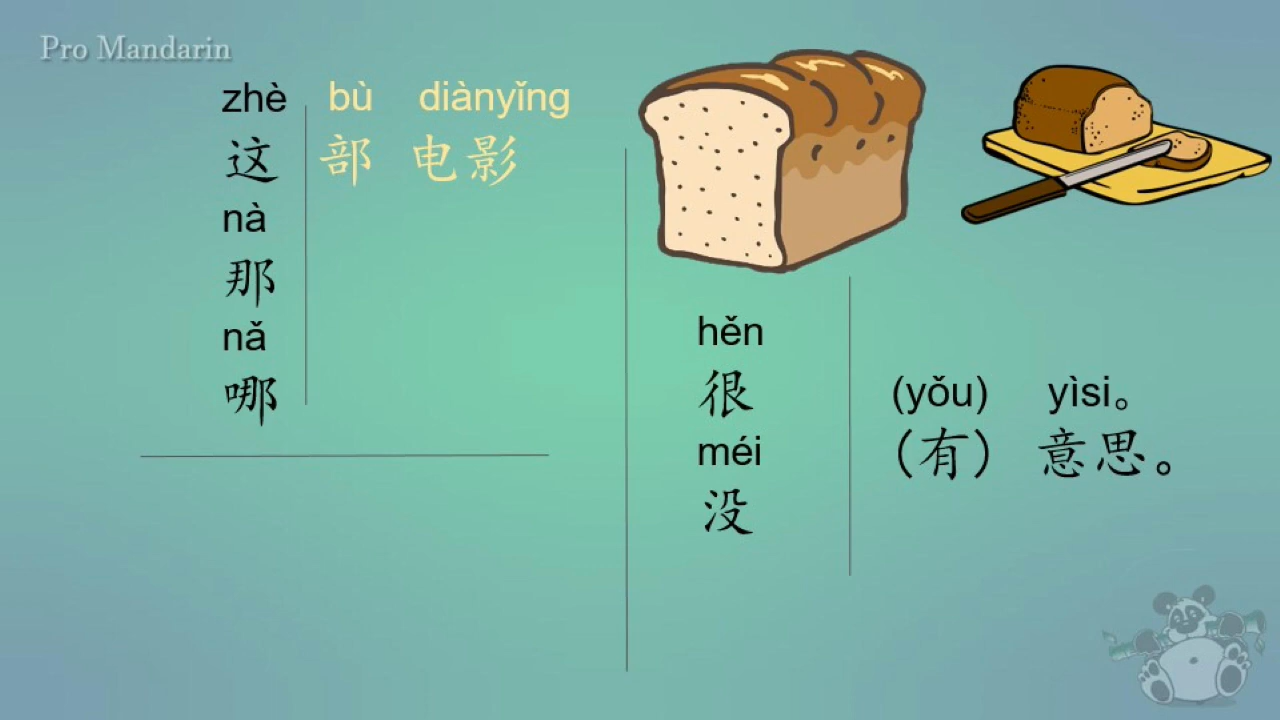 Pro Mandarin
zhè bù diànyǐng
这 部 电影
nà
那
nǎ
哪
hěn
很
méi
没
(yǒu) yìsi。
（有） 意思。